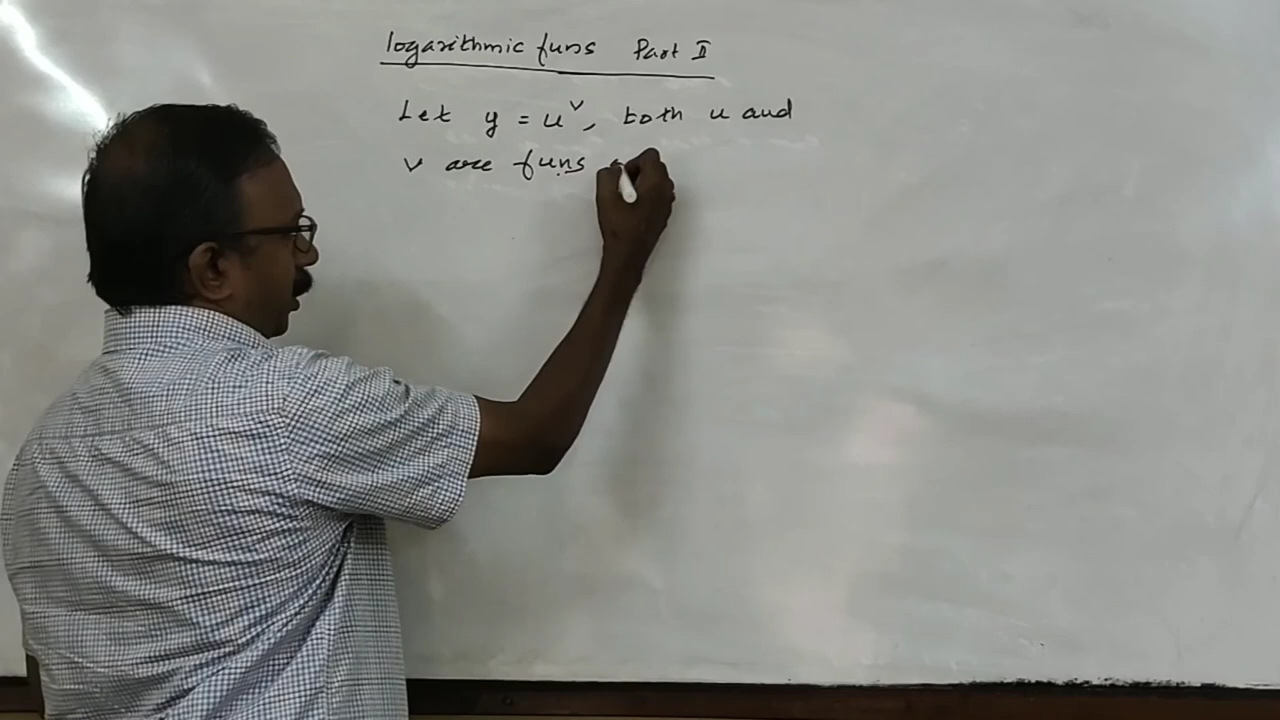 logarithmic funs Part II
Let y = u^v, both u and
v are funs